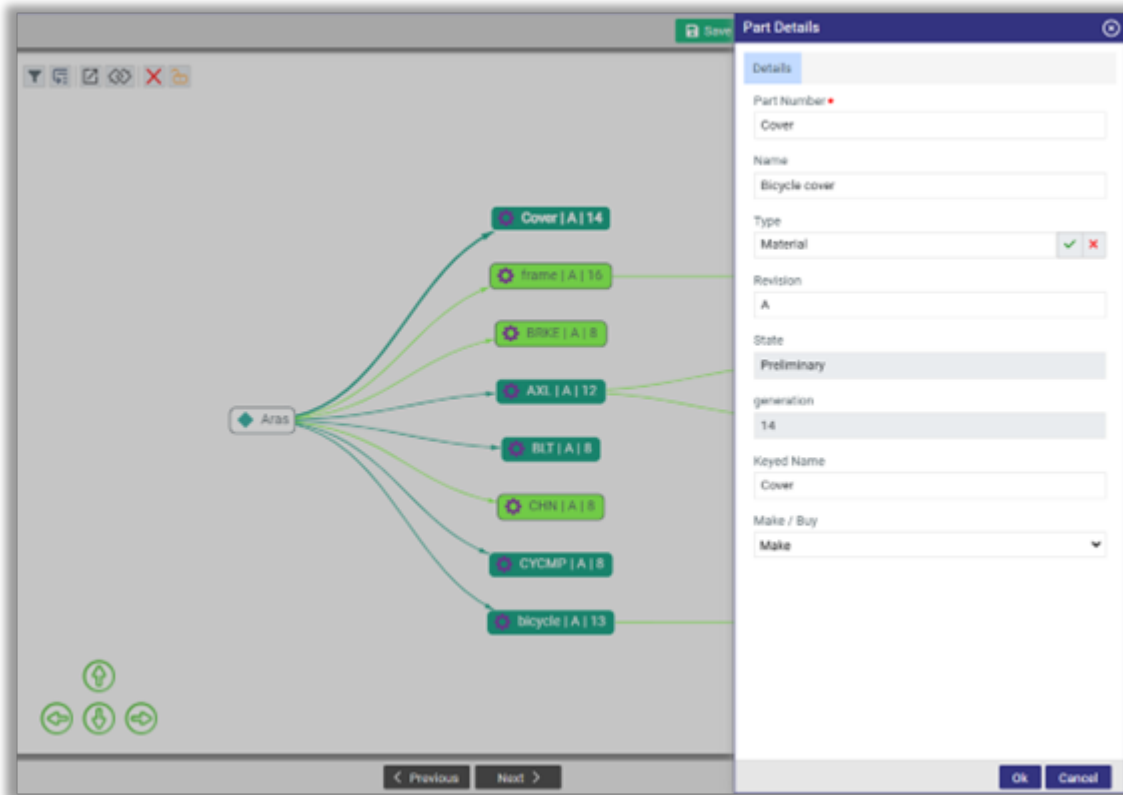 Save
Part Details
Details
Part Number*
Cover
Name
Bicycle cover
Type
Material
Revision
A
State
Preliminary
generation
14
Keyed Name
Cover
Make / Buy
Make
Cover | A | 14
frame | A | 16
BRKE | A | 8
AXL | A | 12
Aras
BLT | A | 8
CHN | A | 8
CYCMP | A | 8
bicycle | A | 13
Previous
Next
Ok
Cancel